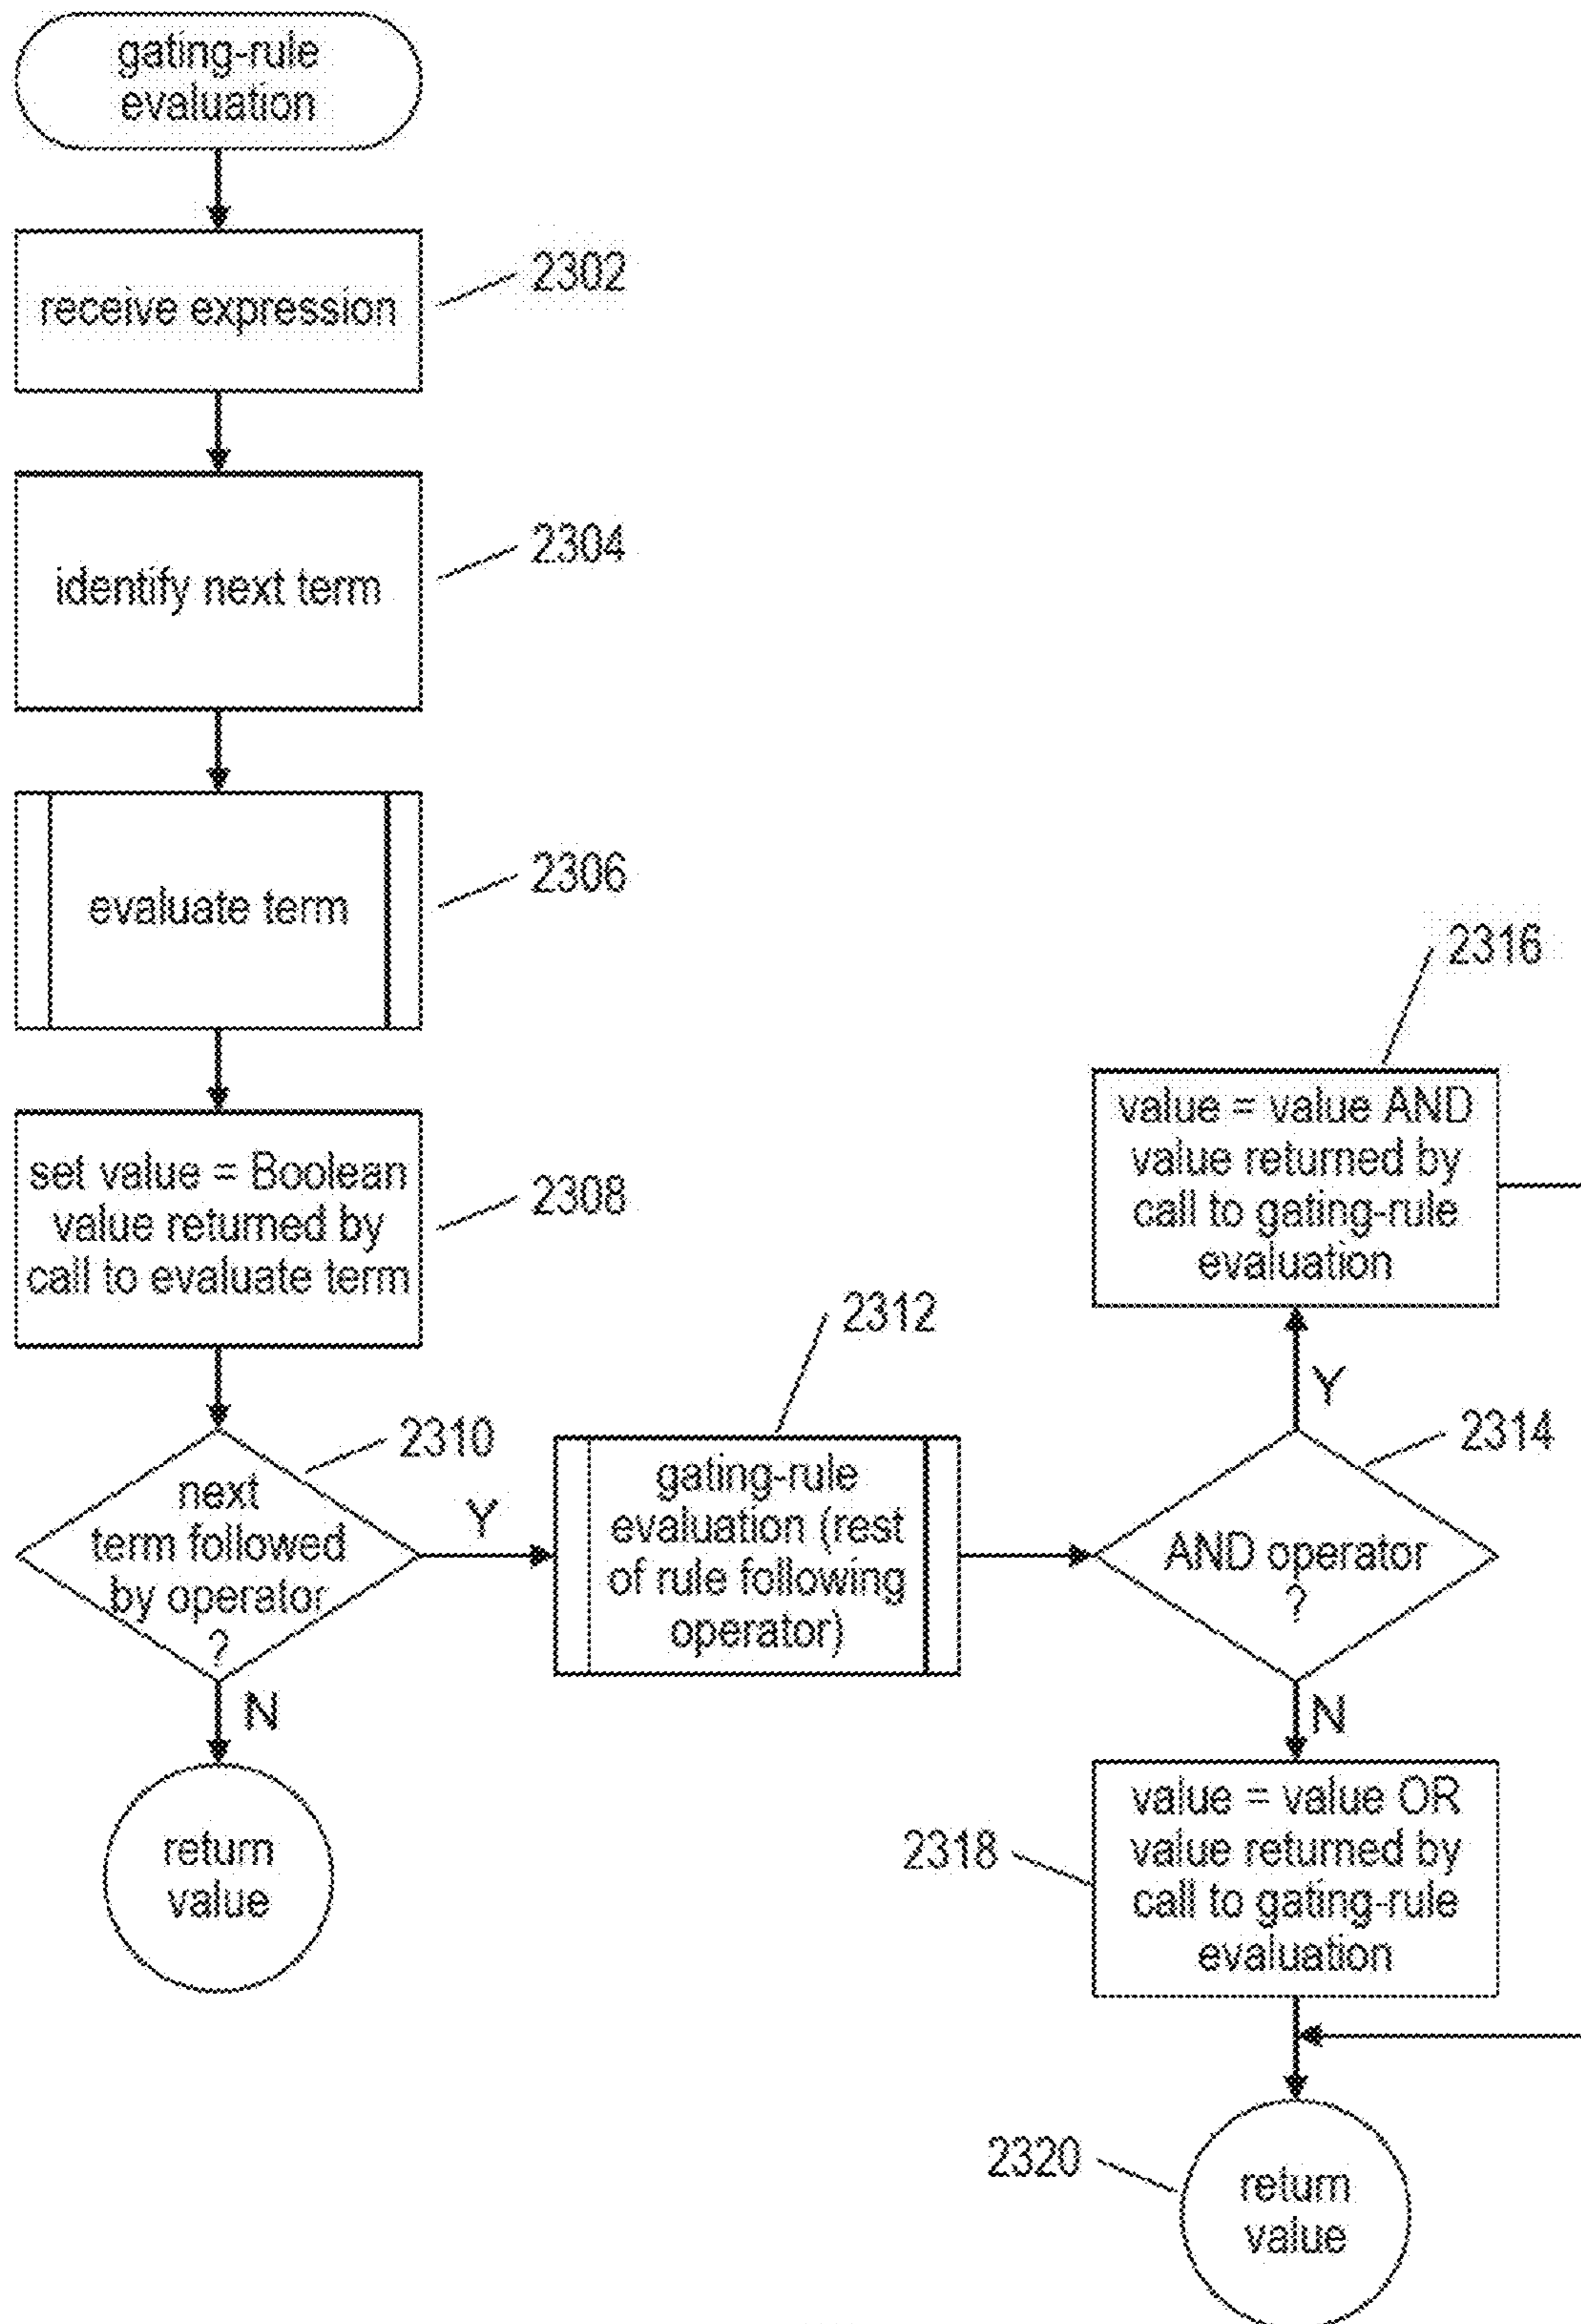 gating-rule
evaluation
receive expression
2302
identify next term
2304
evaluate term
2306
set value = Boolean
value returned by
call to evaluate term
2308
next
term followed
by operator
?
2310
Y
N
return
value
gating-rule
evaluation (rest
of rule following
operator)
2312
AND operator
?
2314
Y
N
value = value AND
value returned by
call to gating-rule
evaluation
2316
value = value OR
value returned by
call to gating-rule
evaluation
2318
return
value
2320